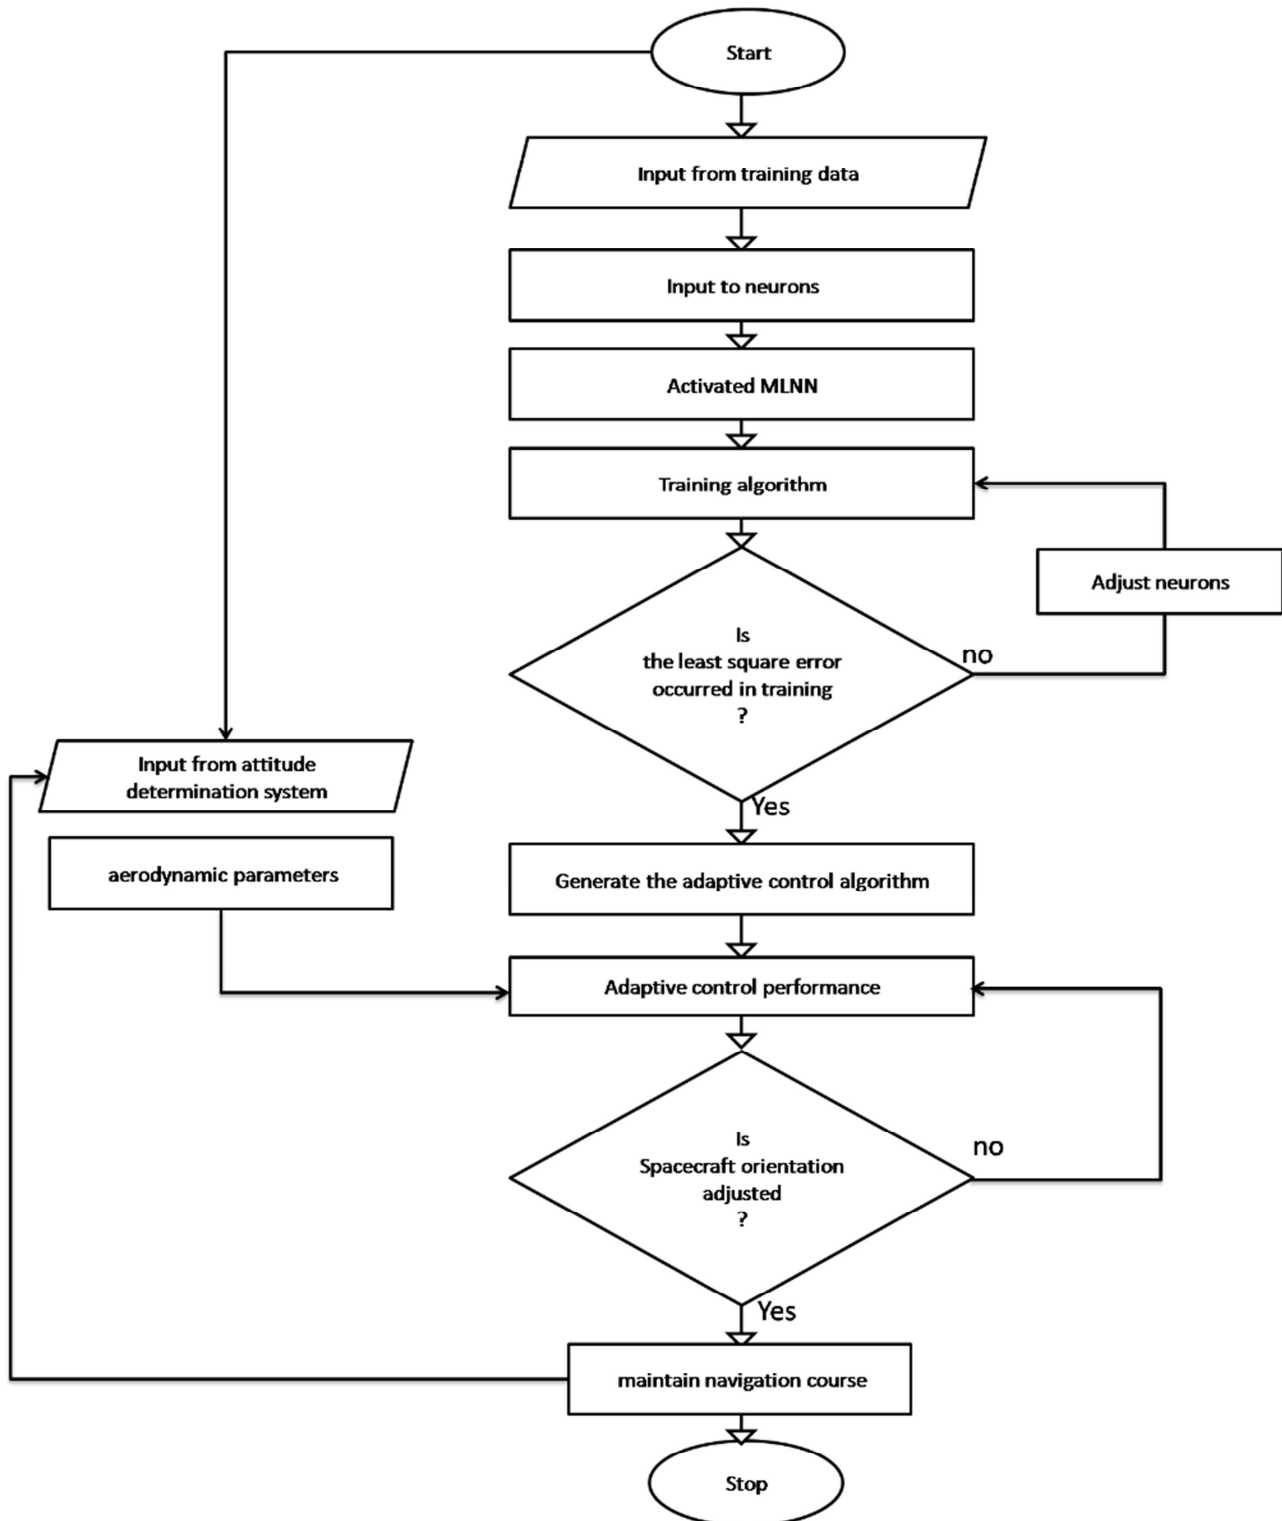 Start
Input from training data
Input to neurons
Activated MLNN
Training algorithm
Adjust neurons
Is
the least square error
occurred in training
?
no
Yes
Input from attitude
determination system
aerodynamic parameters
Generate the adaptive control algorithm
Adaptive control performance
Is
Spacecraft orientation
adjusted
?
no
Yes
maintain navigation course
Stop